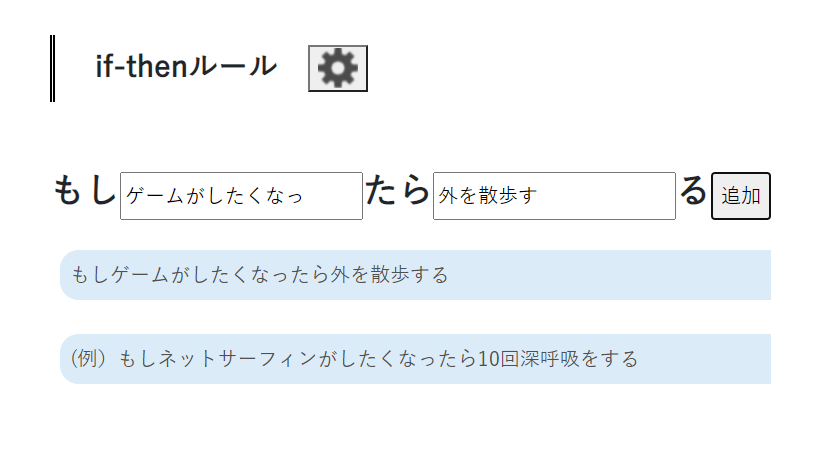 if-thenルール
もしゲームがしたくなったら外を散歩する追加
もしゲームがしたくなったら外を散歩する
(例）もしネットサーフィンがしたくなったら10回深呼吸をする